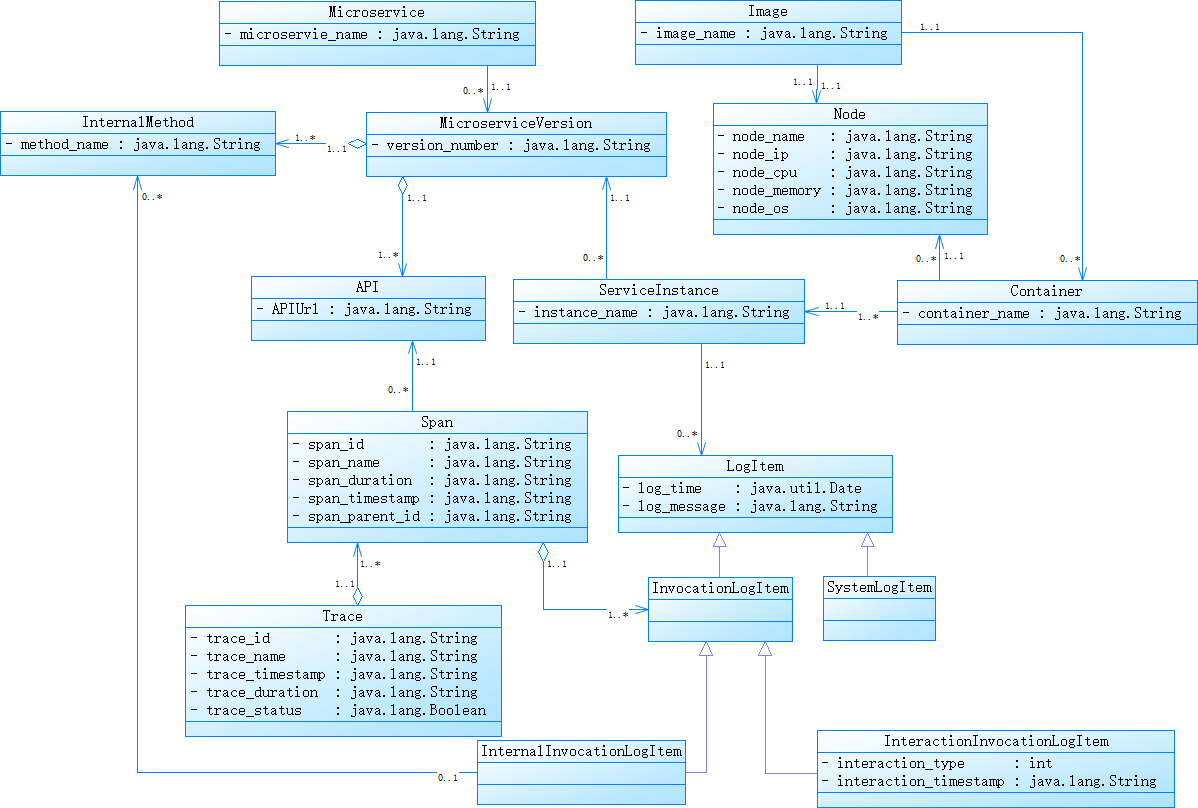 Microservice
- microservie_name : java.lang.String
Image
- image_name : java.lang.String
1..1
0..*
1..1
1..1
1..1
InternalMethod
- method_name : java.lang.String
1..*
1..1
MicroserviceVersion
- version_number : java.lang.String
Node
- node_name : java.lang.String
- node_ip : java.lang.String
- node_cpu : java.lang.String
- node_memory : java.lang.String
- node_os : java.lang.String
0..*
1..1
1..1
1..*
0..*
0..*
1..1
0..*
API
- APIUrl : java.lang.String
ServiceInstance
- instance_name : java.lang.String
1..1
1..*
Container
- container_name : java.lang.String
1..1
0..*
1..1
0..*
Span
- span_id : java.lang.String
- span_name : java.lang.String
- span_duration : java.lang.String
- span_timestamp : java.lang.String
- span_parent_id : java.lang.String
LogItem
- log_time : java.util.Date
- log_message : java.lang.String
1..*
1..1
1..1
1..*
InvocationLogItem
SystemLogItem
Trace
- trace_id : java.lang.String
- trace_name : java.lang.String
- trace_timestamp : java.lang.String
- trace_duration : java.lang.String
- trace_status : java.lang.Boolean
InternalInvocationLogItem
0..1
InteractionInvocationLogItem
- interaction_type : int
- interaction_timestamp : java.lang.String